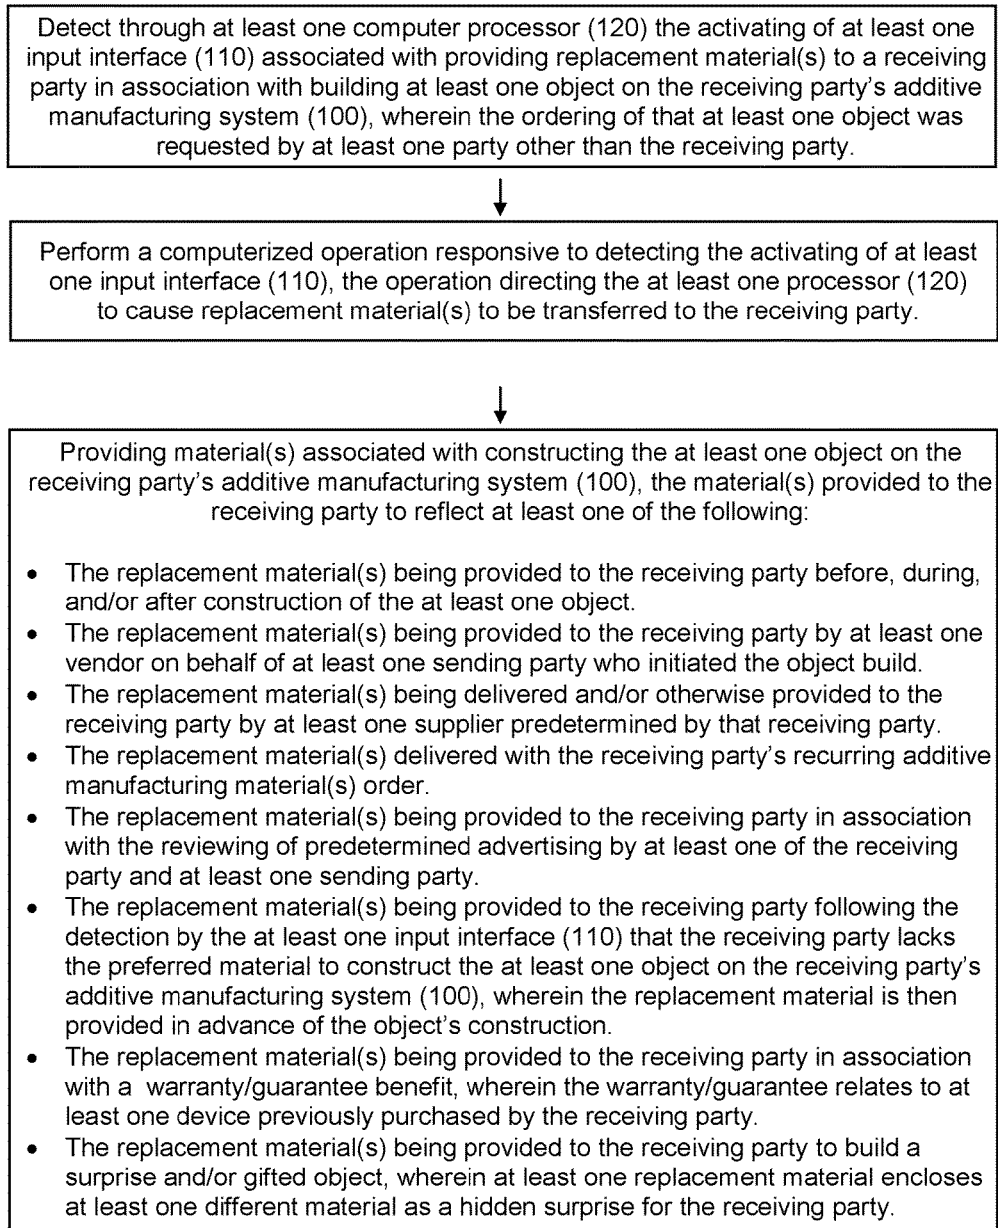 Detect through at least one computer processor (120) the activating of at least one
input interface (110) associated with providing replacement material(s) to a receiving
party in association with building at least one object on the receiving party's additive
manufacturing system (100), wherein the ordering of that at least one object was
requested by at least one party other than the receiving party.
Perform a computerized operation responsive to detecting the activating of at least
one input interface (110), the operation directing the at least one processor (120)
to cause replacement material(s) to be transferred to the receiving party.
Providing material(s) associated with constructing the at least one object on the
receiving party's additive manufacturing system (100), the material(s) provided to the
receiving party to reflect at least one of the following:
• The replacement material(s) being provided to the receiving party before, during,
and/or after construction of the at least one object.
• The replacement material(s) being provided to the receiving party by at least one
vendor on behalf of at least one sending party who initiated the object build.
• The replacement material(s) being delivered and/or otherwise provided to the
receiving party by at least one supplier predetermined by that receiving party.
• The replacement material(s) delivered with the receiving party's recurring additive
manufacturing material(s) order.
• The replacement material(s) being provided to the receiving party in association
with the reviewing of predetermined advertising by at least one of the receiving
party and at least one sending party.
• The replacement material(s) being provided to the receiving party following the
detection by the at least one input interface (110) that the receiving party lacks
the preferred material to construct the at least one object on the receiving party's
additive manufacturing system (100), wherein the replacement material is then
provided in advance of the object's construction.
• The replacement material(s) being provided to the receiving party in association
with a warranty/guarantee benefit, wherein the warranty/guarantee relates to at
least one device previously purchased by the receiving party.
• The replacement material(s) being provided to the receiving party to build a
surprise and/or gifted object, wherein at least one replacement material encloses
at least one different material as a hidden surprise for the receiving party.